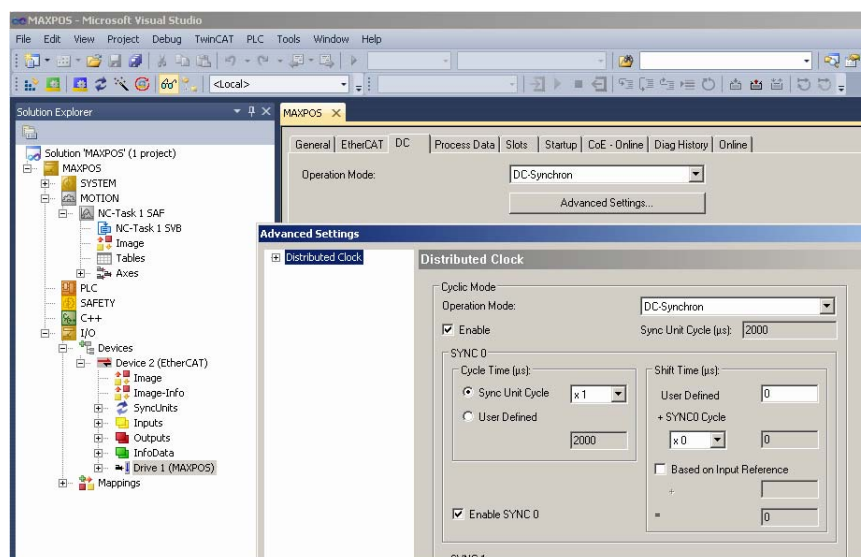 MAXPOS - Microsoft Visual Studio
File Edit View Project Debug TwinCAT PLC Tools Window Help
<Local>
Solution Explorer
MAXPOS
General EtherCAT DC Process Data Slots Startup CoE - Online Diag History Online
Solution 'MAXPOS' (1 project)
MAXPOS
SYSTEM
MOTION
NC-Task 1 SAF
NC-Task 1 SVB
Image
Tables
Axes
PLC
SAFETY
C++
I/O
Devices
Device 2 (EtherCAT)
Image
Image-Info
SyncUnits
Inputs
Outputs
InfoData
Drive 1 (MAXPOS)
Mappings
Operation Mode: DC-Synchron
Advanced Settings...
Advanced Settings
Distributed Clock
Distributed Clock
Cyclic Mode
Operation Mode: DC-Synchron
Enable Sync Unit Cycle (µs): 2000
SYNC 0
Cycle Time (µs): Shift Time (µs):
Sync Unit Cycle x 1 User Defined 0
User Defined + SYNC0 Cycle
2000 x 0 0
Based on Input Reference
+
Enable SYNC 0 = 0
SYNC 1